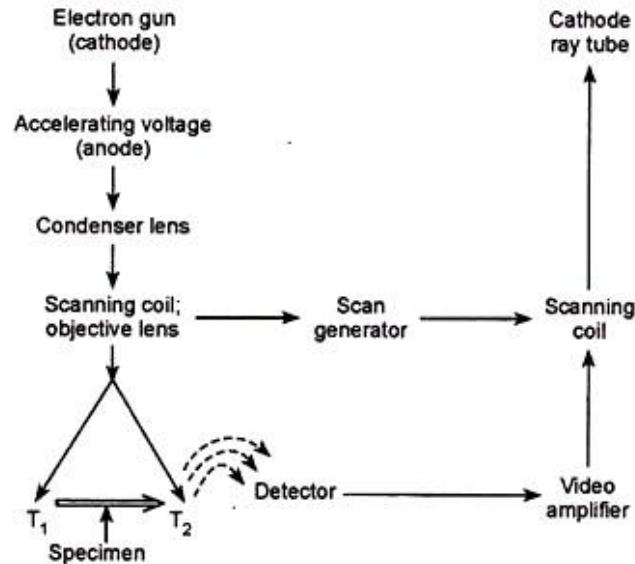 Electron gun
(cathode)
Cathode
ray tube
Accelerating voltage
(anode)
Condenser lens
Scanning coil;
objective lens
Scan
generator
Scanning
coil
T1
T2
Specimen
Detector
Video
amplifier